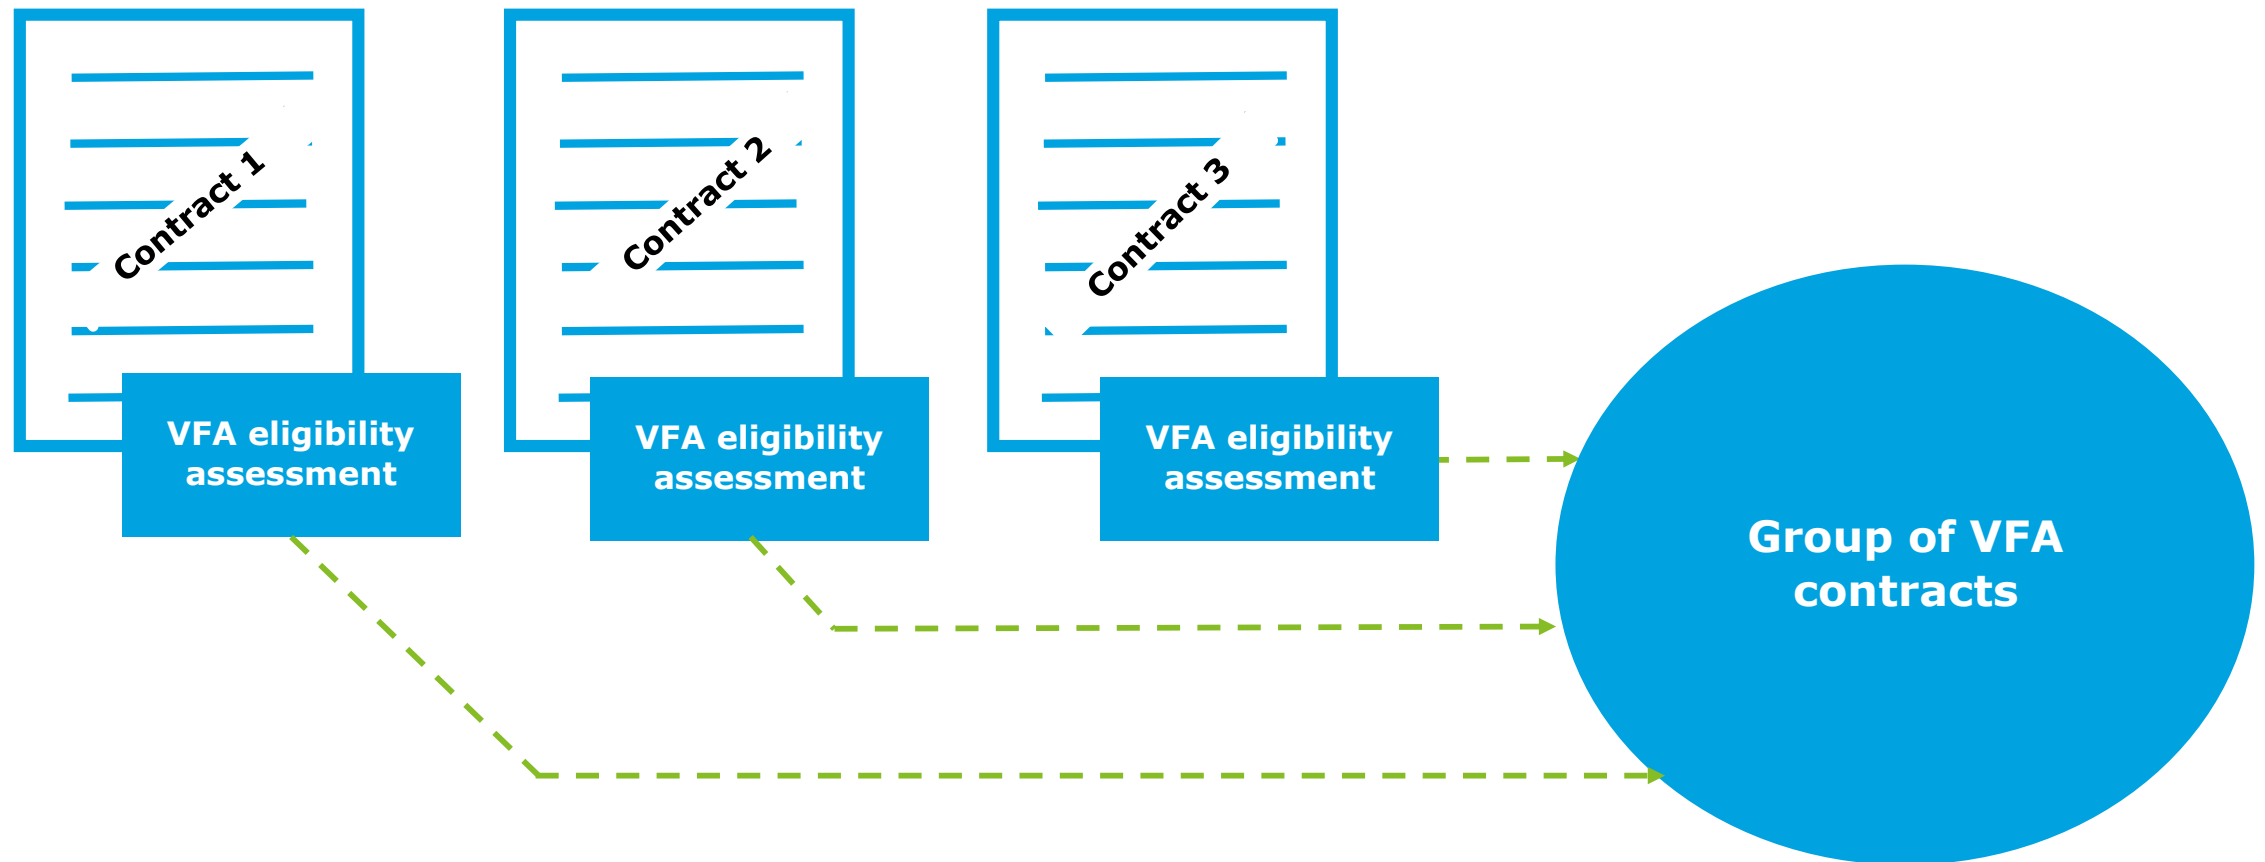 Contract 1
Contract 2
Contract 3
VFA eligibility
assessment
VFA eligibility
assessment
VFA eligibility
assessment
Group of VFA
contracts